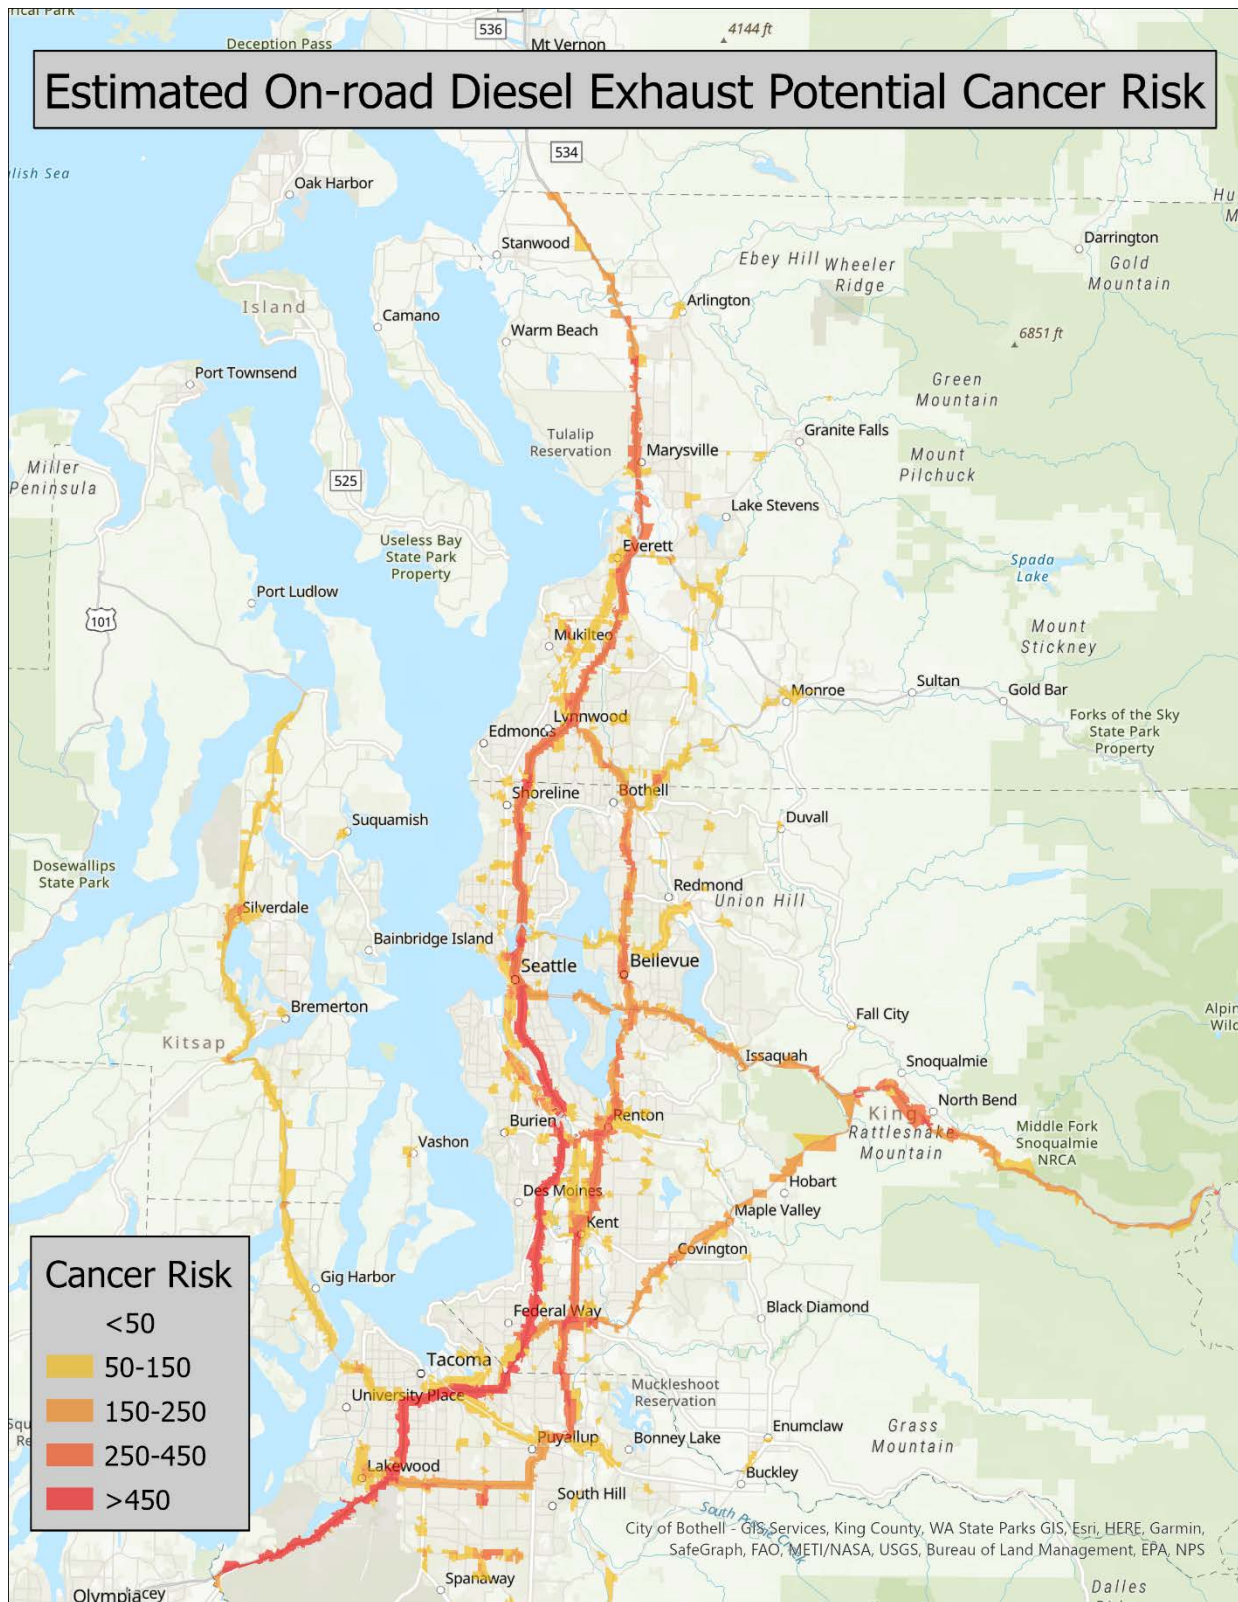 536
4144 ft
Deception Pass
Mt Vernon
Estimated On-road Diesel Exhaust Potential Cancer Risk
534
lish Sea
Oak Harbor
Stanwood
Darrington
Ebey Hill
Wheeler
Ridge
Gold
Mountain
Island
Arlington
Camano
Warm Beach
6851 ft
Port Townsend
Green
Mountain
Tulalip
Reservation
Granite Falls
Marysville
Mount
Pilchuck
Miller
Peninsula
525
Lake Stevens
Useless Bay
State Park
Property
Everett
Spada
Lake
Port Ludlow
101
Mukilteo
Mount
Stickney
Monroe
Sultan
Gold Bar
Lynnwood
Edmonds
Forks of the Sky
State Park
Property
Shoreline
Bothell
Suquamish
Duvall
Dosewallips
State Park
Redmond
Union Hill
Silverdale
Bainbridge Island
Seattle
Bellevue
Bremerton
Fall City
Alpin
Wil
Kitsap
Issaquah
Snoqualmie
North Bend
King
Rattlesnake
Mountain
Middle Fork
Snoqualmie
NRCA
Burien
Renton
Vashon
Des Moines
Hobart
Maple Valley
Kent
Covington
Gig Harbor
Federal Way
Black Diamond
Cancer Risk
<50
50-150
150-250
250-450
>450
Tacoma
University Place
Muckleshoot
Reservation
Enumclaw
Grass
Mountain
Puyallup
Bonney Lake
Lakewood
Buckley
South Hill
South Prairie Creek
City of Bothell - GIS Services, King County, WA State Parks GIS, Esri, HERE, Garmin,
SafeGraph, FAO, METI/NASA, USGS, Bureau of Land Management, EPA, NPS
Spanaway
Olympia
acey
Dalles